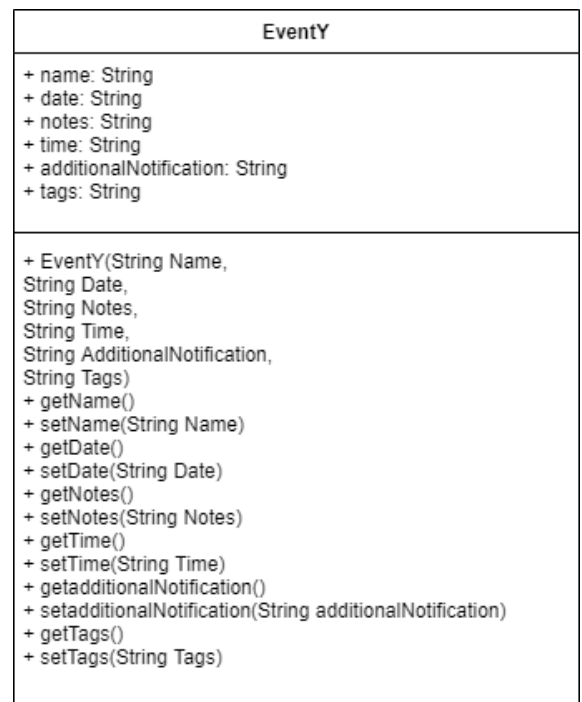 EventY
+ name: String
+ date: String
+ notes: String
+ time: String
+ additionalNotification: String
+ tags: String
+ EventY(String Name,
String Date,
String Notes,
String Time,
String AdditionalNotification,
String Tags)
+ getName()
+ setName(String Name)
+ getDate()
+ setDate(String Date)
+ getNotes()
+ setNotes(String Notes)
+ getTime()
+ setTime(String Time)
+ getadditionalNotification()
+ setadditionalNotification(String additionalNotification)
+ getTags()
+ setTags(String Tags)